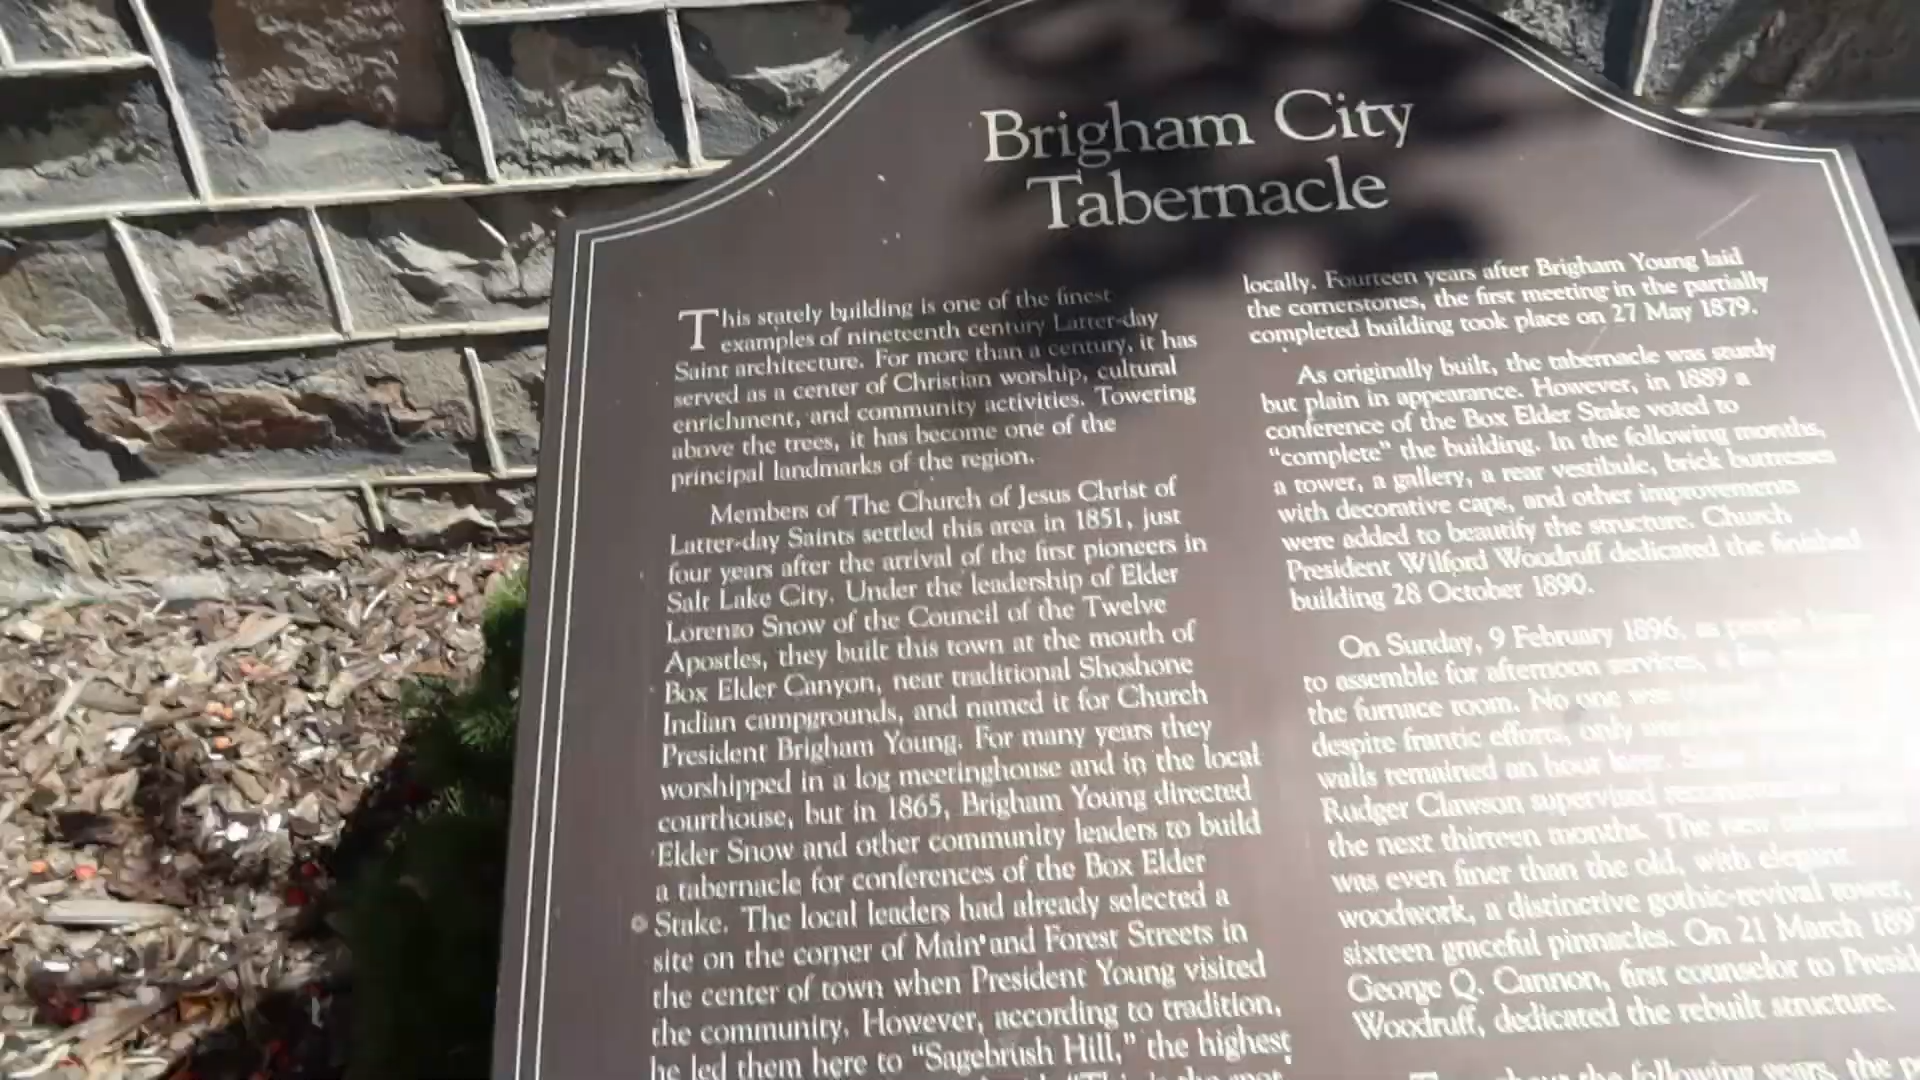 Brigham City
Tabernacle
This stately building is one of the finest
examples of nineteenth century Latter-day
Saint architecture. For more than a century, it has
served as a center of Christian worship, cultural
enrichment, and community activities. Towering
above the trees, it has become one of the
principal landmarks of the region.
Members of The Church of Jesus Christ of
Latter-day Saints settled this area in 1851, just
four years after the arrival of the first pioneers in
Salt Lake City. Under the leadership of Elder
Lorenzo Snow of the Council of the Twelve
Apostles, they built this town at the mouth of
Box Elder Canyon, near traditional Shoshone
Indian campgrounds, and named it for Church
President Brigham Young. For many years they
worshipped in a log meetinghouse and in the local
courthouse, but in 1865, Brigham Young directed
Elder Snow and other community leaders to build
a tabernacle for conferences of the Box Elder
Stake. The local leaders had already selected a
site on the corner of Main and Forest Streets in
the center of town when President Young visited
the community. However, according to tradition,
he led them here to "Sagebrush Hill," the highest
locally. Fourteen years after Brigham Young laid
the cornerstones, the first meeting in the partially
completed building took place on 27 May 1879.
As originally built, the tabernacle was sturdy
but plain in appearance. However, in 1889 a
conference of the Box Elder Stake voted to
"complete" the building. In the following months,
a tower, a gallery, a rear vestibule, brick buttresses
with decorative caps, and other improvements
were added to beautify the structure. Church
President Wilford Woodruff dedicated the finished
building 28 October 1890.
On Sunday, 9 February 1896, as people
to assemble for afternoon services, a fire
the furnace room. No one was
despite frantic efforts, only
walls remained an hour later.
Rudger Clawson supervised
the next thirteen months. The new
was even finer than the old, with elegant
woodwork, a distinctive gothic-revival tower,
sixteen graceful pinnacles. On 21 March 189
George Q. Cannon, first counselor to Presid
Woodruff, dedicated the rebuilt structure.
following years, the